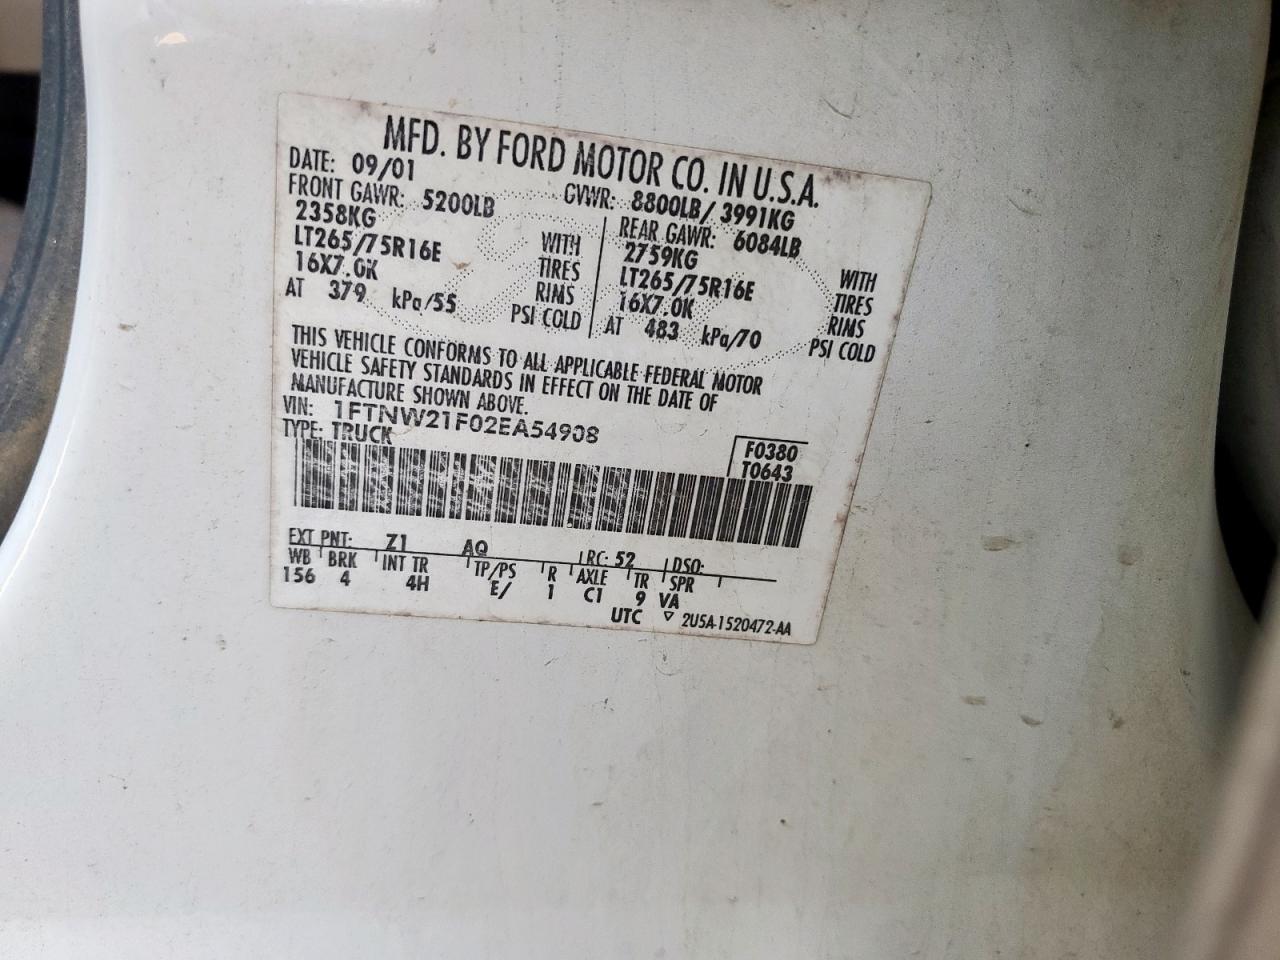 MFD. BY FORD MOTOR CO. IN U.S.A.
DATE: 09/01 GVWR: 8800LB/ 3991KG
FRONT GAWR: 5200LB REAR GAWR: 6084LB
2358KG WITH 2759KG WITH
LT265/75R16E TIRES LT265/75R16E TIRES
16X7.0K RIMS 16X7.0K RIMS
AT 379 kPa/55 PSI COLD AT 483 kPa/70 PSI COLD
THIS VEHICLE CONFORMS TO ALL APPLICABLE FEDERAL MOTOR
VEHICLE SAFETY STANDARDS IN EFFECT ON THE DATE OF
MANUFACTURE SHOWN ABOVE.
VIN: 1FTNW21F02EA54908
TYPE: TRUCK F0380
T0643
EXT PNT: Z1 AQ RC: 52 DSO:
WB BRK INT TR TP/PS R AXLE TR SPR
156 4 4H E/ 1 C1 9 VA
UTC ▽ 2U5A-1520472-AA